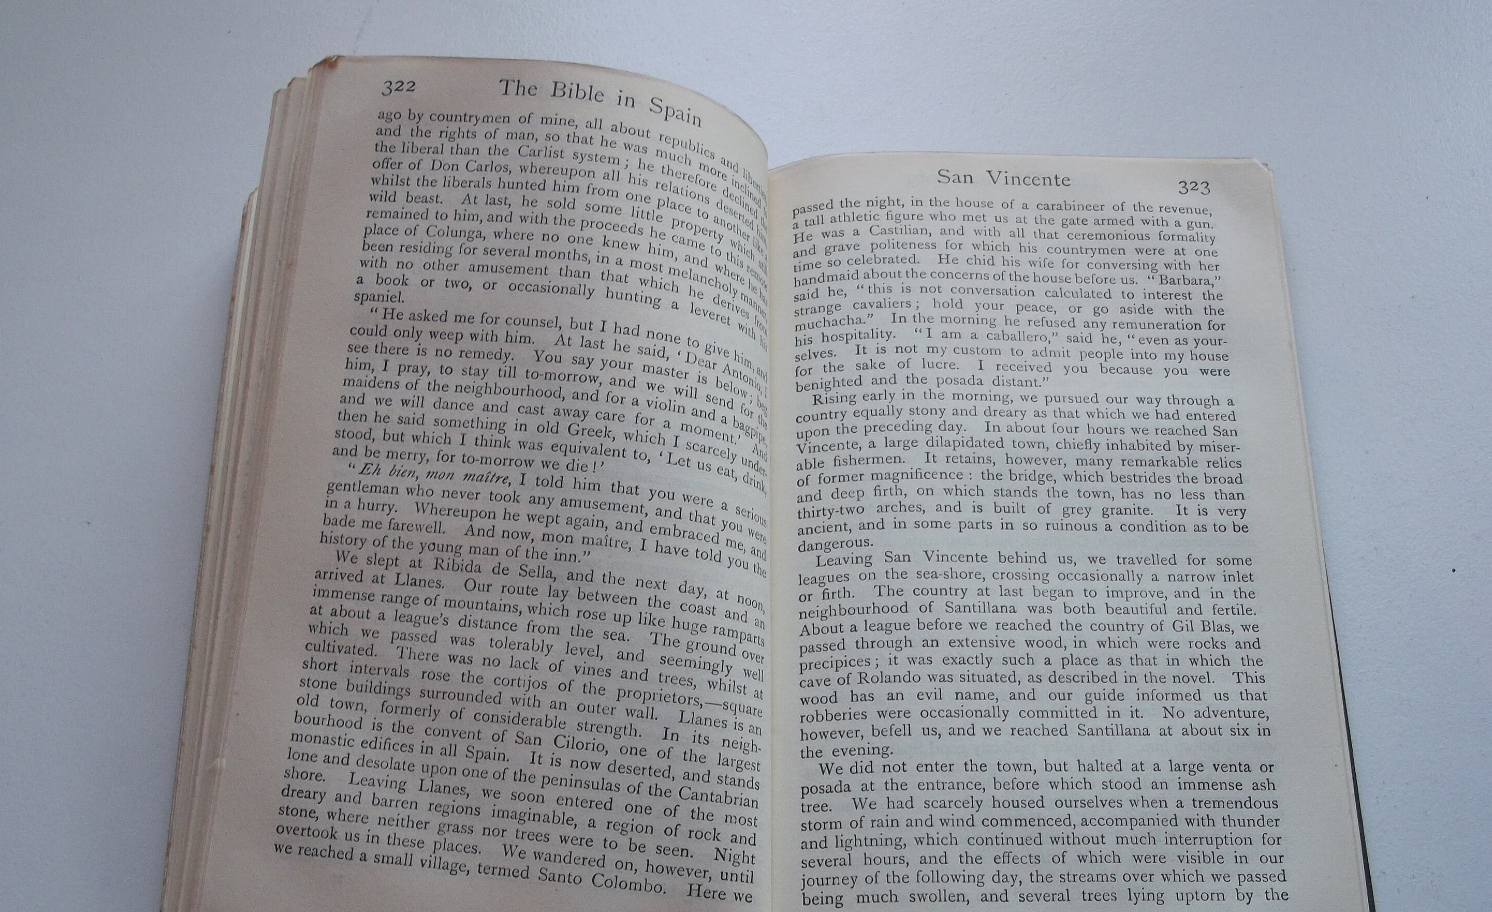 322
The Bible in Spain
ago by countrymen of mine, all about republics and
and the rights of man, so that he was much more inclined
the liberal than the Carlist system; he therefore declined the
offer of Don Carlos, whereupon all his relations deserted
whilst the liberals hunted him from one place to another like
wild beast. At last, he sold some little property which
remained to him, and with the proceeds he came to this remote
place of Colunga, where no one knew him, and where he has
been residing for several months, in a most melancholy manner
with no other amusement than that which he derives from
a book or two, or occasionally hunting a leveret with his
spaniel.
“He asked me for counsel, but I had none to give him, and
could only weep with him. At last he said, ‘Dear Antonio, I
see there is no remedy. You say your master is below; beg
him, I pray, to stay till to-morrow, and we will send for the
maidens of the neighbourhood, and for a violin and a bagpipe,
and we will dance and cast away care for a moment.’ And
then he said something in old Greek, which I scarcely under-
stood, but which I think was equivalent to, ‘Let us eat, drink,
and be merry, for to-morrow we die!’
“Eh bien, mon maître, I told him that you were a serious
gentleman who never took any amusement, and that you were
in a hurry. Whereupon he wept again, and embraced me, and
bade me farewell. And now, mon maître, I have told you the
history of the young man of the inn.”
We slept at Ribida de Sella, and the next day, at noon,
arrived at Llanes. Our route lay between the coast and an
immense range of mountains, which rose up like huge ramparts
at about a league’s distance from the sea. The ground over
which we passed was tolerably level, and seemingly well
cultivated. There was no lack of vines and trees, whilst at
short intervals rose the cortijos of the proprietors,—square
stone buildings surrounded with an outer wall. Llanes is an
old town, formerly of considerable strength. In its neigh-
bourhood is the convent of San Cilorio, one of the largest
monastic edifices in all Spain. It is now deserted, and stands
lone and desolate upon one of the peninsulas of the Cantabrian
shore. Leaving Llanes, we soon entered one of the most
dreary and barren regions imaginable, a region of rock and
stone, where neither grass nor trees were to be seen. Night
overtook us in these places. We wandered on, however, until
we reached a small village, termed Santo Colombo. Here we
San Vincente
323
passed the night, in the house of a carabineer of the revenue,
a tall athletic figure who met us at the gate armed with a gun.
He was a Castilian, and with all that ceremonious formality
and grave politeness for which his countrymen were at one
time so celebrated. He chid his wife for conversing with her
handmaid about the concerns of the house before us. “Barbara,”
said he, “this is not conversation calculated to interest the
strange cavaliers; hold your peace, or go aside with the
muchacha.” In the morning he refused any remuneration for
his hospitality. “I am a caballero,” said he, “even as your-
selves. It is not my custom to admit people into my house
for the sake of lucre. I received you because you were
benighted and the posada distant.”
Rising early in the morning, we pursued our way through a
country equally stony and dreary as that which we had entered
upon the preceding day. In about four hours we reached San
Vincente, a large dilapidated town, chiefly inhabited by miser-
able fishermen. It retains, however, many remarkable relics
of former magnificence: the bridge, which bestrides the broad
and deep firth, on which stands the town, has no less than
thirty-two arches, and is built of grey granite. It is very
ancient, and in some parts in so ruinous a condition as to be
dangerous.
Leaving San Vincente behind us, we travelled for some
leagues on the sea-shore, crossing occasionally a narrow inlet
or firth. The country at last began to improve, and in the
neighbourhood of Santillana was both beautiful and fertile.
About a league before we reached the country of Gil Blas, we
passed through an extensive wood, in which were rocks and
precipices; it was exactly such a place as that in which the
cave of Rolando was situated, as described in the novel. This
wood has an evil name, and our guide informed us that
robberies were occasionally committed in it. No adventure,
however, befell us, and we reached Santillana at about six in
the evening.
We did not enter the town, but halted at a large venta or
posada at the entrance, before which stood an immense ash
tree. We had scarcely housed ourselves when a tremendous
storm of rain and wind commenced, accompanied with thunder
and lightning, which continued without much interruption for
several hours, and the effects of which were visible in our
journey of the following day, the streams over which we passed
being much swollen, and several trees lying uptorn by the